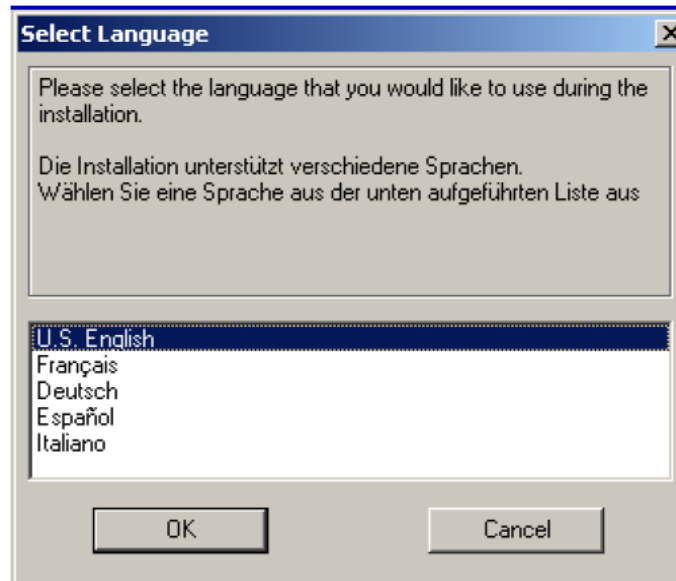 Select Language
Please select the language that you would like to use during the
installation.
Die Installation unterstützt verschiedene Sprachen.
Wählen Sie eine Sprache aus der unten aufgeführten Liste aus
U.S. English
Français
Deutsch
Español
Italiano
OK Cancel